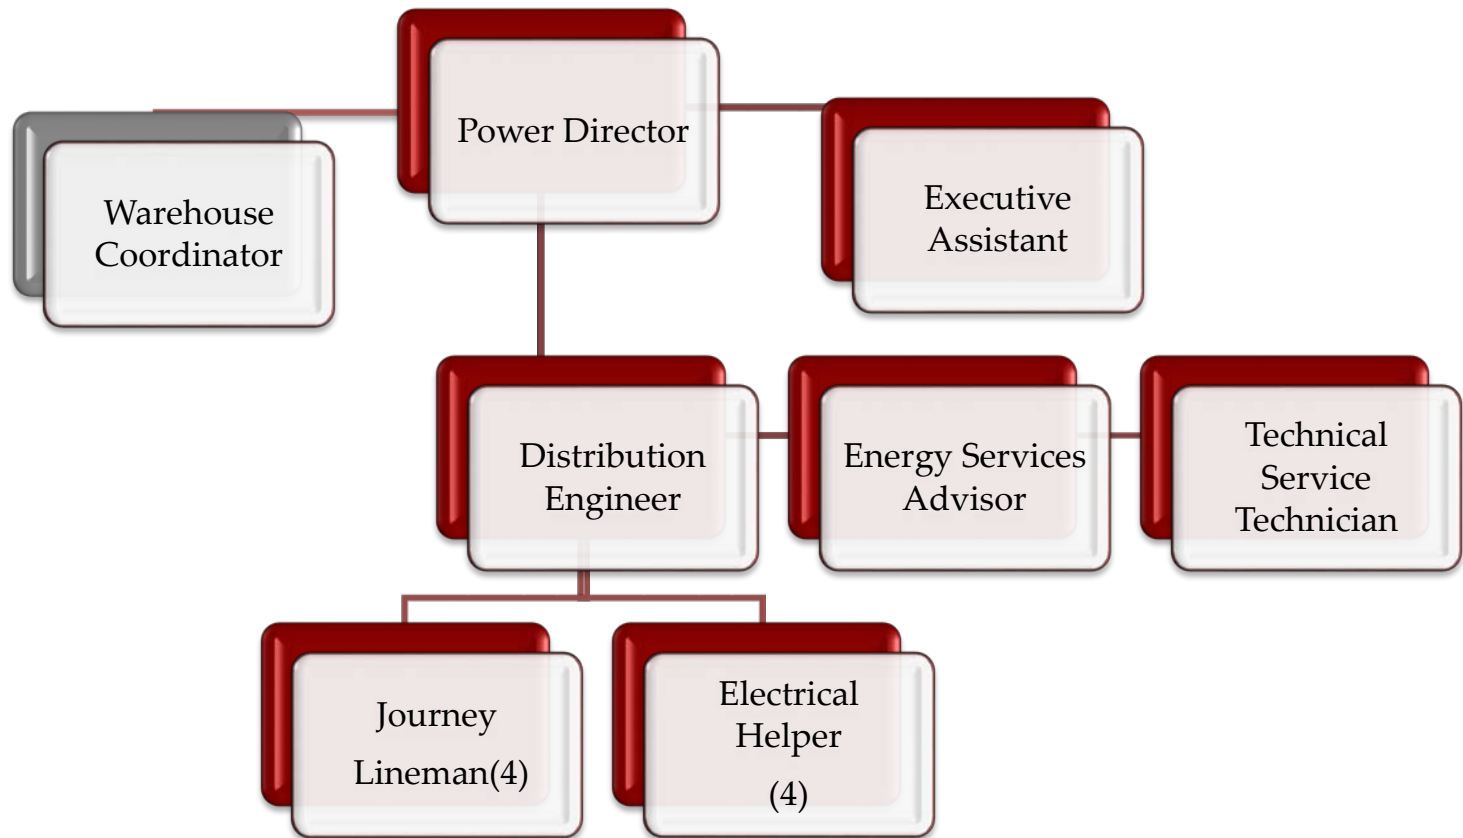 Power Director
Warehouse
Coordinator
Executive
Assistant
Distribution
Engineer
Energy Services
Advisor
Technical
Service
Technician
Journey
Lineman(4)
Electrical
Helper
(4)